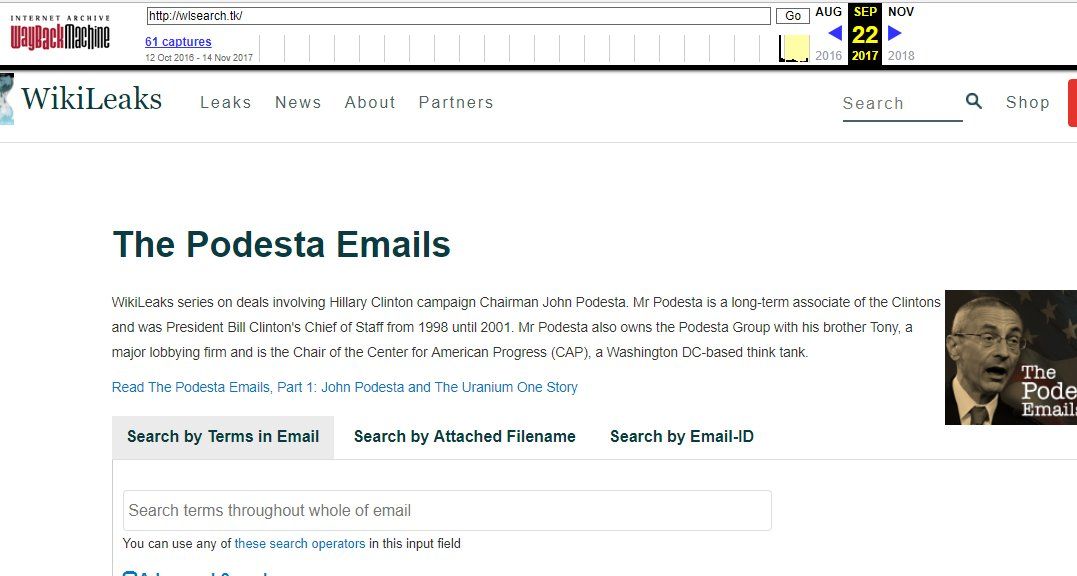 INTERNET ARCHIVE
WayBackMachine
http://wlsearch.tk/
Go
AUG SEP NOV
61 captures
22
12 Oct 2016 - 14 Nov 2017
2016 2017 2018
WikiLeaks Leaks News About Partners Search Shop
The Podesta Emails
WikiLeaks series on deals involving Hillary Clinton campaign Chairman John Podesta. Mr Podesta is a long-term associate of the Clintons
and was President Bill Clinton's Chief of Staff from 1998 until 2001. Mr Podesta also owns the Podesta Group with his brother Tony, a
major lobbying firm and is the Chair of the Center for American Progress (CAP), a Washington DC-based think tank.
The
Pode
Emails
Read The Podesta Emails, Part 1: John Podesta and The Uranium One Story
Search by Terms in Email Search by Attached Filename Search by Email-ID
Search terms throughout whole of email
You can use any of these search operators in this input field